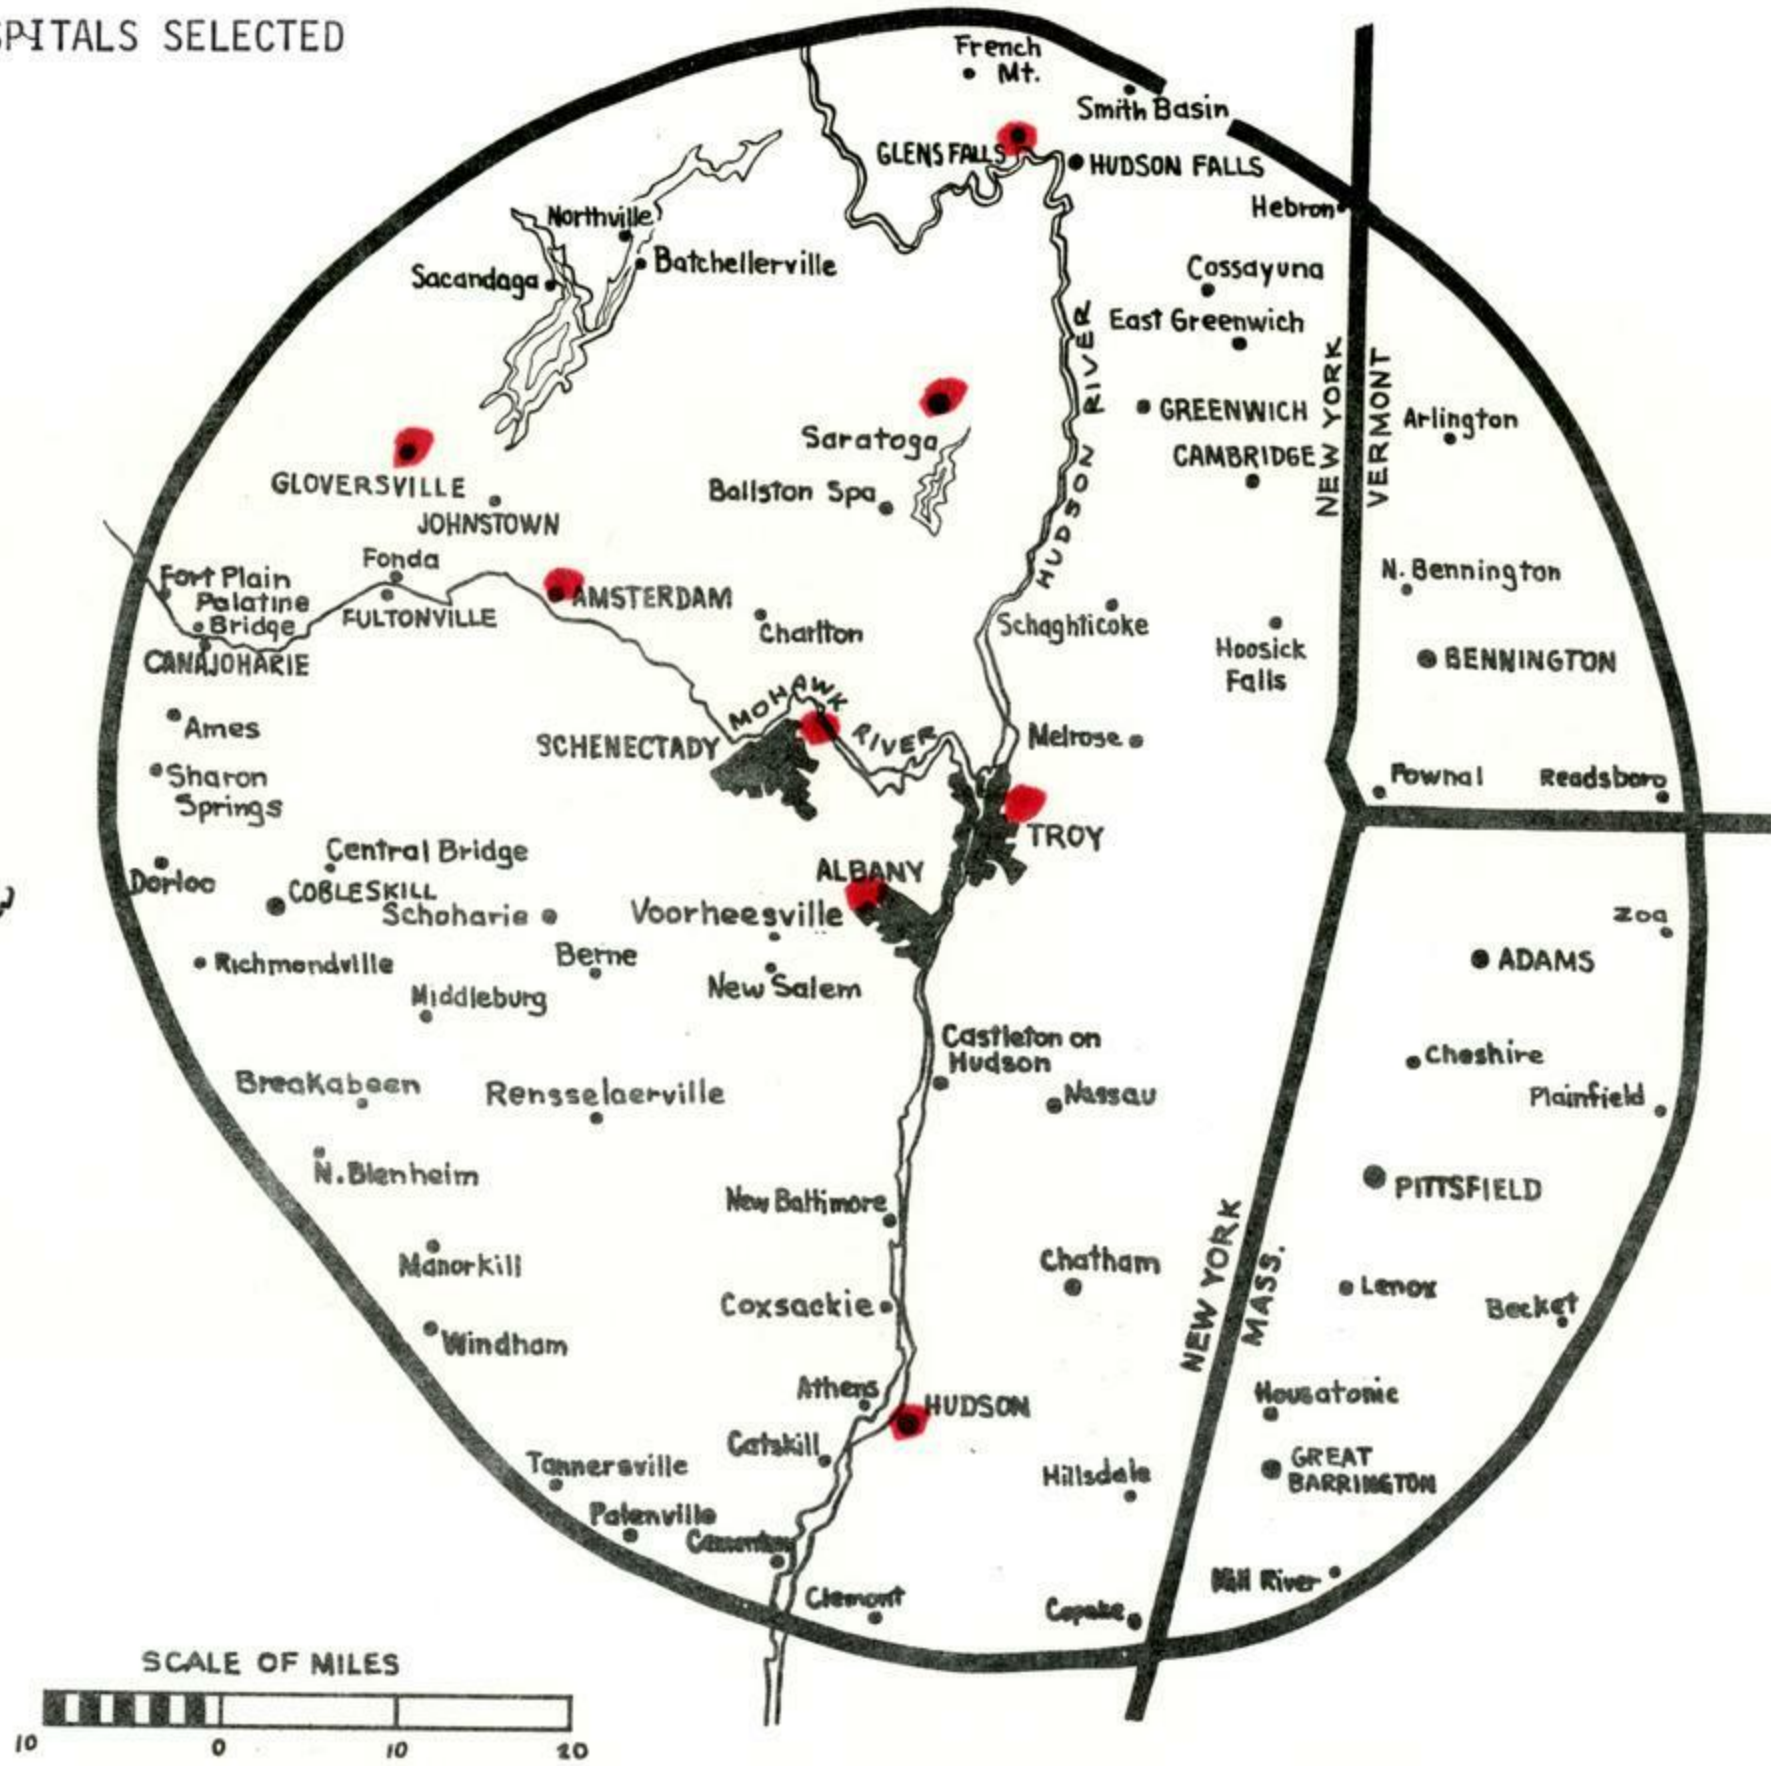 SPITALS SELECTED
French
Mt.
Smith Basin
GLENS FALLS
HUDSON FALLS
Hebron
Northville
Batchellerville
Sacandaga
Cossayuna
East Greenwich
HUDSON RIVER
NEW YORK
VERMONT
GREENWICH
Arlington
CAMBRIDGE
Saratoga
Ballston Spa
GLOVERSVILLE
JOHNSTOWN
Fonda
Fort Plain
Palatine
Bridge
FULTONVILLE
AMSTERDAM
Charlton
CANAJOHARIE
Schaghticoke
Hoosick
Falls
N. Bennington
BENNINGTON
Ames
SCHENECTADY
MOHAWK RIVER
Melrose
Sharon
Springs
Pownal
Readsboro
TROY
Central Bridge
ALBANY
Dorloo
COBLESKILL
Schoharie
Voorheesville
Zoa
Richmondville
Berne
ADAMS
Middleburg
New Salem
Castleton on
Hudson
Cheshire
Breakabeen
Rensselaerville
Nassau
Plainfield
N. Blenheim
PITTSFIELD
New Baltimore
Manorkill
Chatham
NEW YORK
MASS.
Lenox
Becket
Coxsackie
Windham
Athens
HUDSON
Housatonic
Catskill
Tannersville
Hillsdale
GREAT
BARRINGTON
Palenville
Clemont
Copake
Mill River
SCALE OF MILES
10 0 10 20